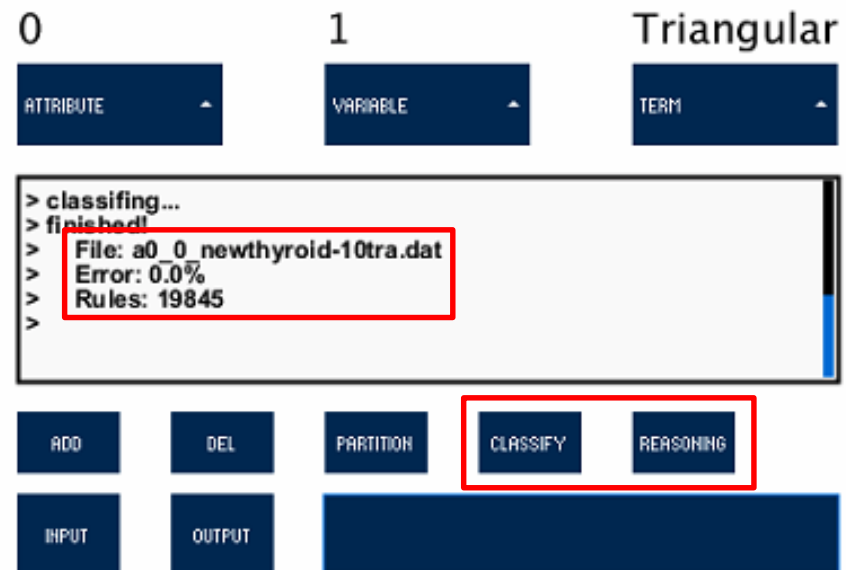 0 1 Triangular
ATTRIBUTE VARIABLE TERM
> classifing...
> finished!
> File: a0_0_newthyroid-10tra.dat
> Error: 0.0%
> Rules: 19845
>
ADD DEL PARTITION CLASSIFY REASONING
INPUT OUTPUT